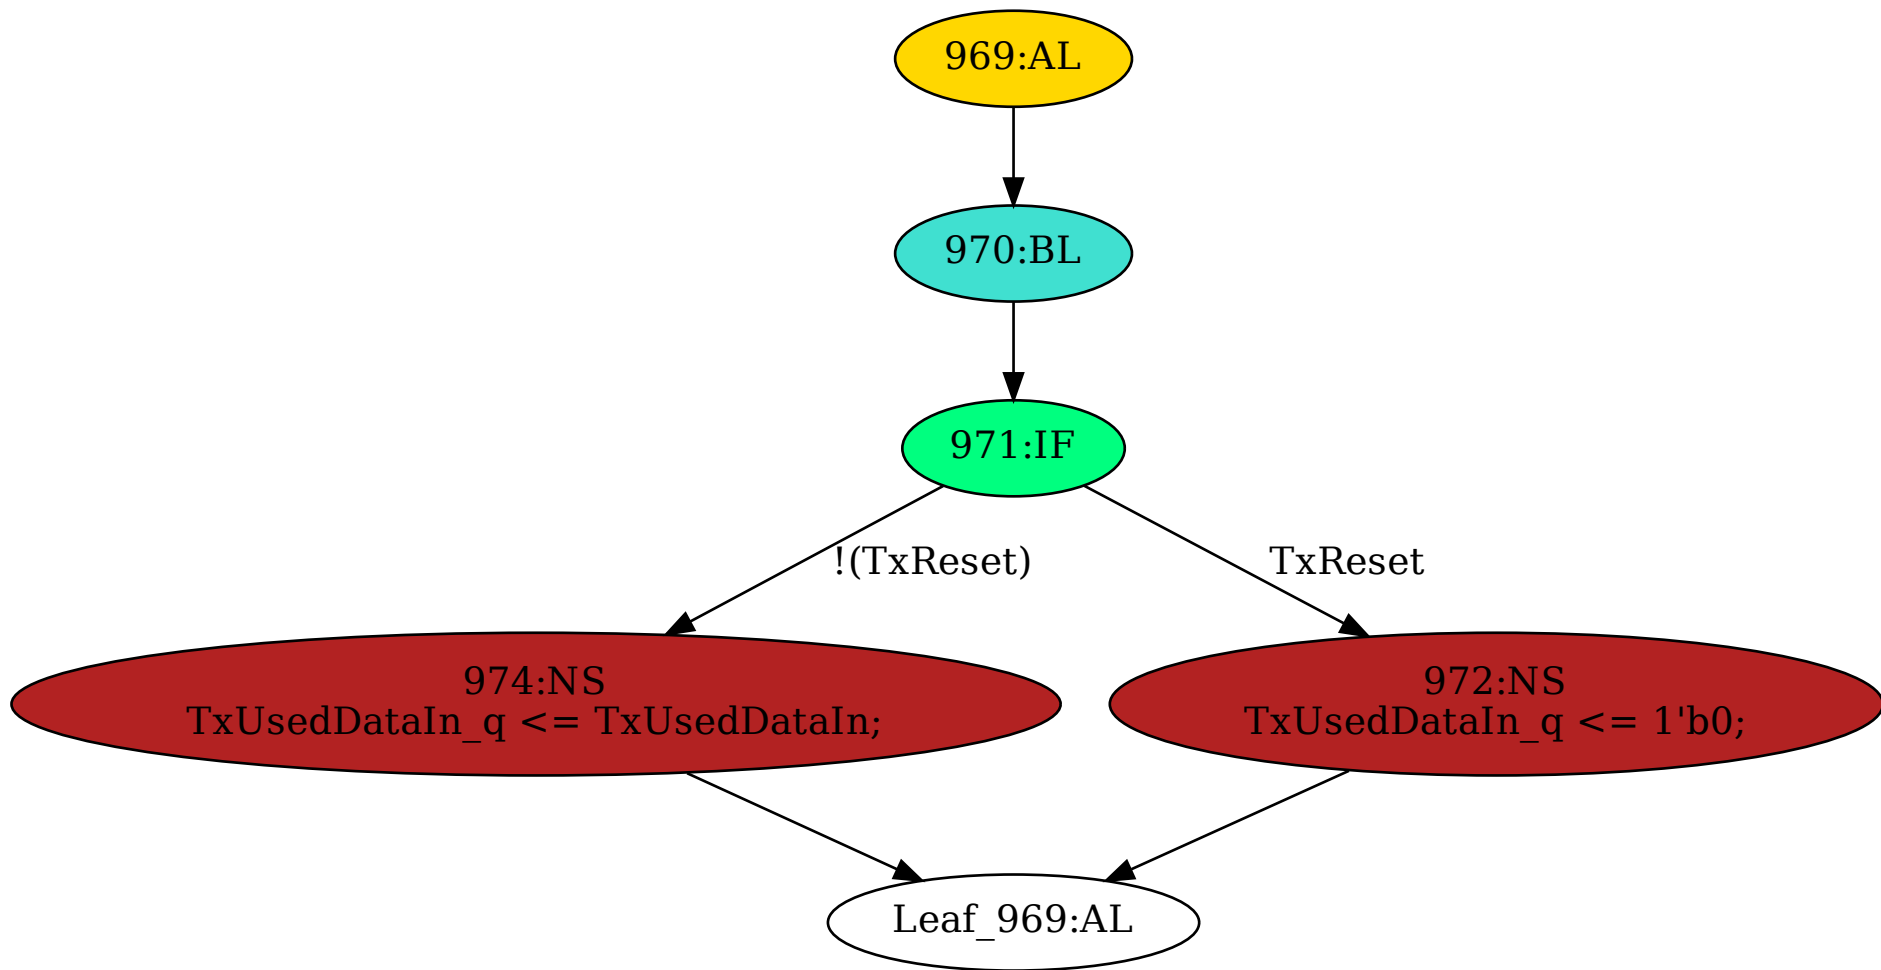 969:AL
970:BL
971:IF
!(TxReset)
TxReset
974:NS
TxUsedDataIn_q <= TxUsedDataIn;
972:NS
TxUsedDataIn_q <= 1'b0;
Leaf_969:AL